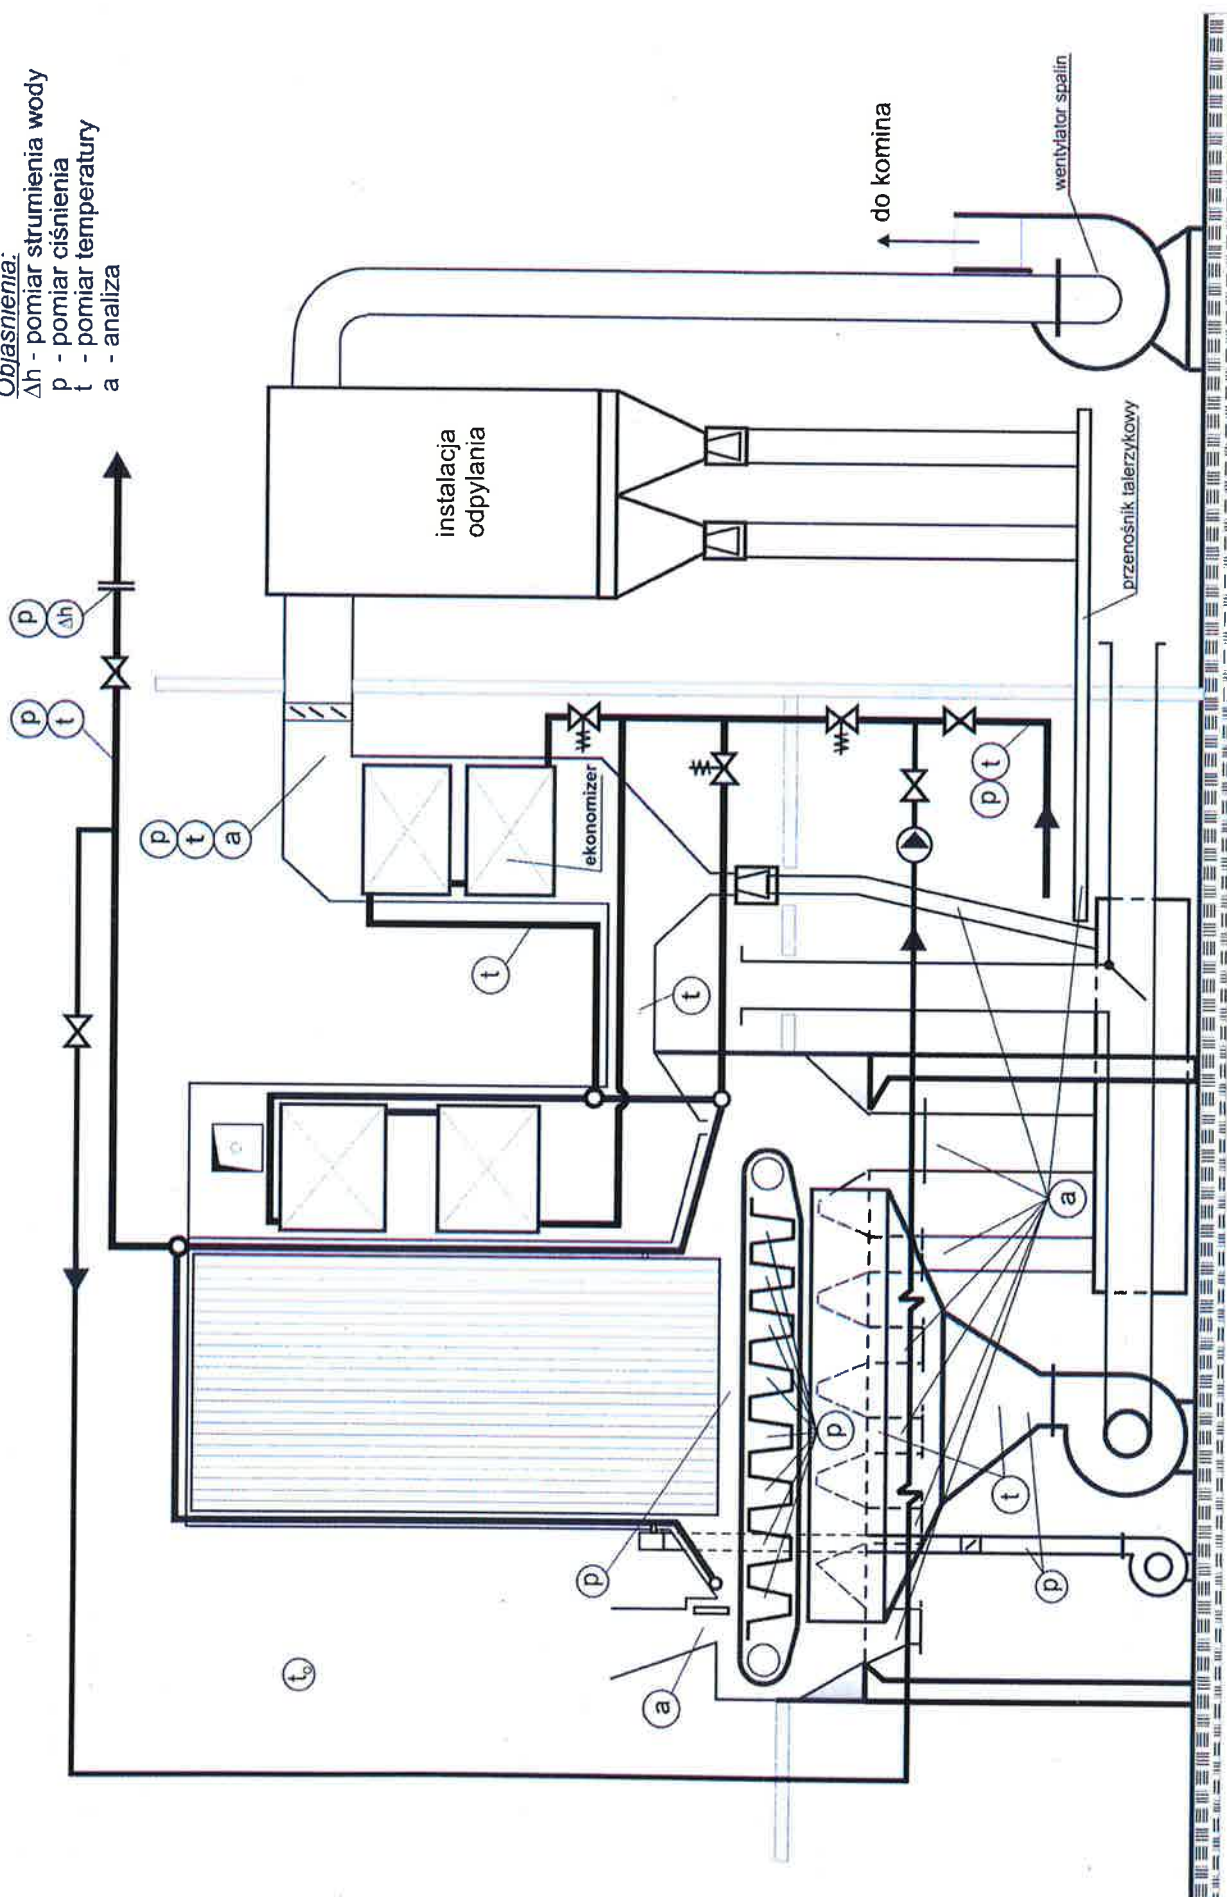 Objaśnienia:
Δh - pomiar strumienia wody
p - pomiar ciśnienia
t - pomiar temperatury
a - analiza
p
t
p
Δh
p
t
a
t₀
instalacja
odpylania
t
ekonomizer
p
a
t
p
do komina
p t
t
p
a
wentylator spalin
przenośnik talerzykowy